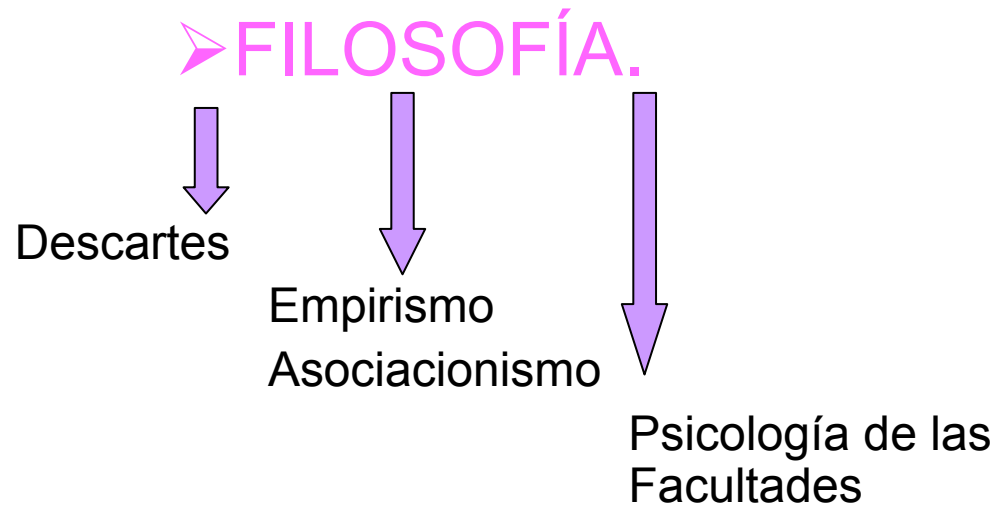 ➢FILOSOFÍA.
Descartes
Empirismo
Asociacionismo
Psicología de las
Facultades